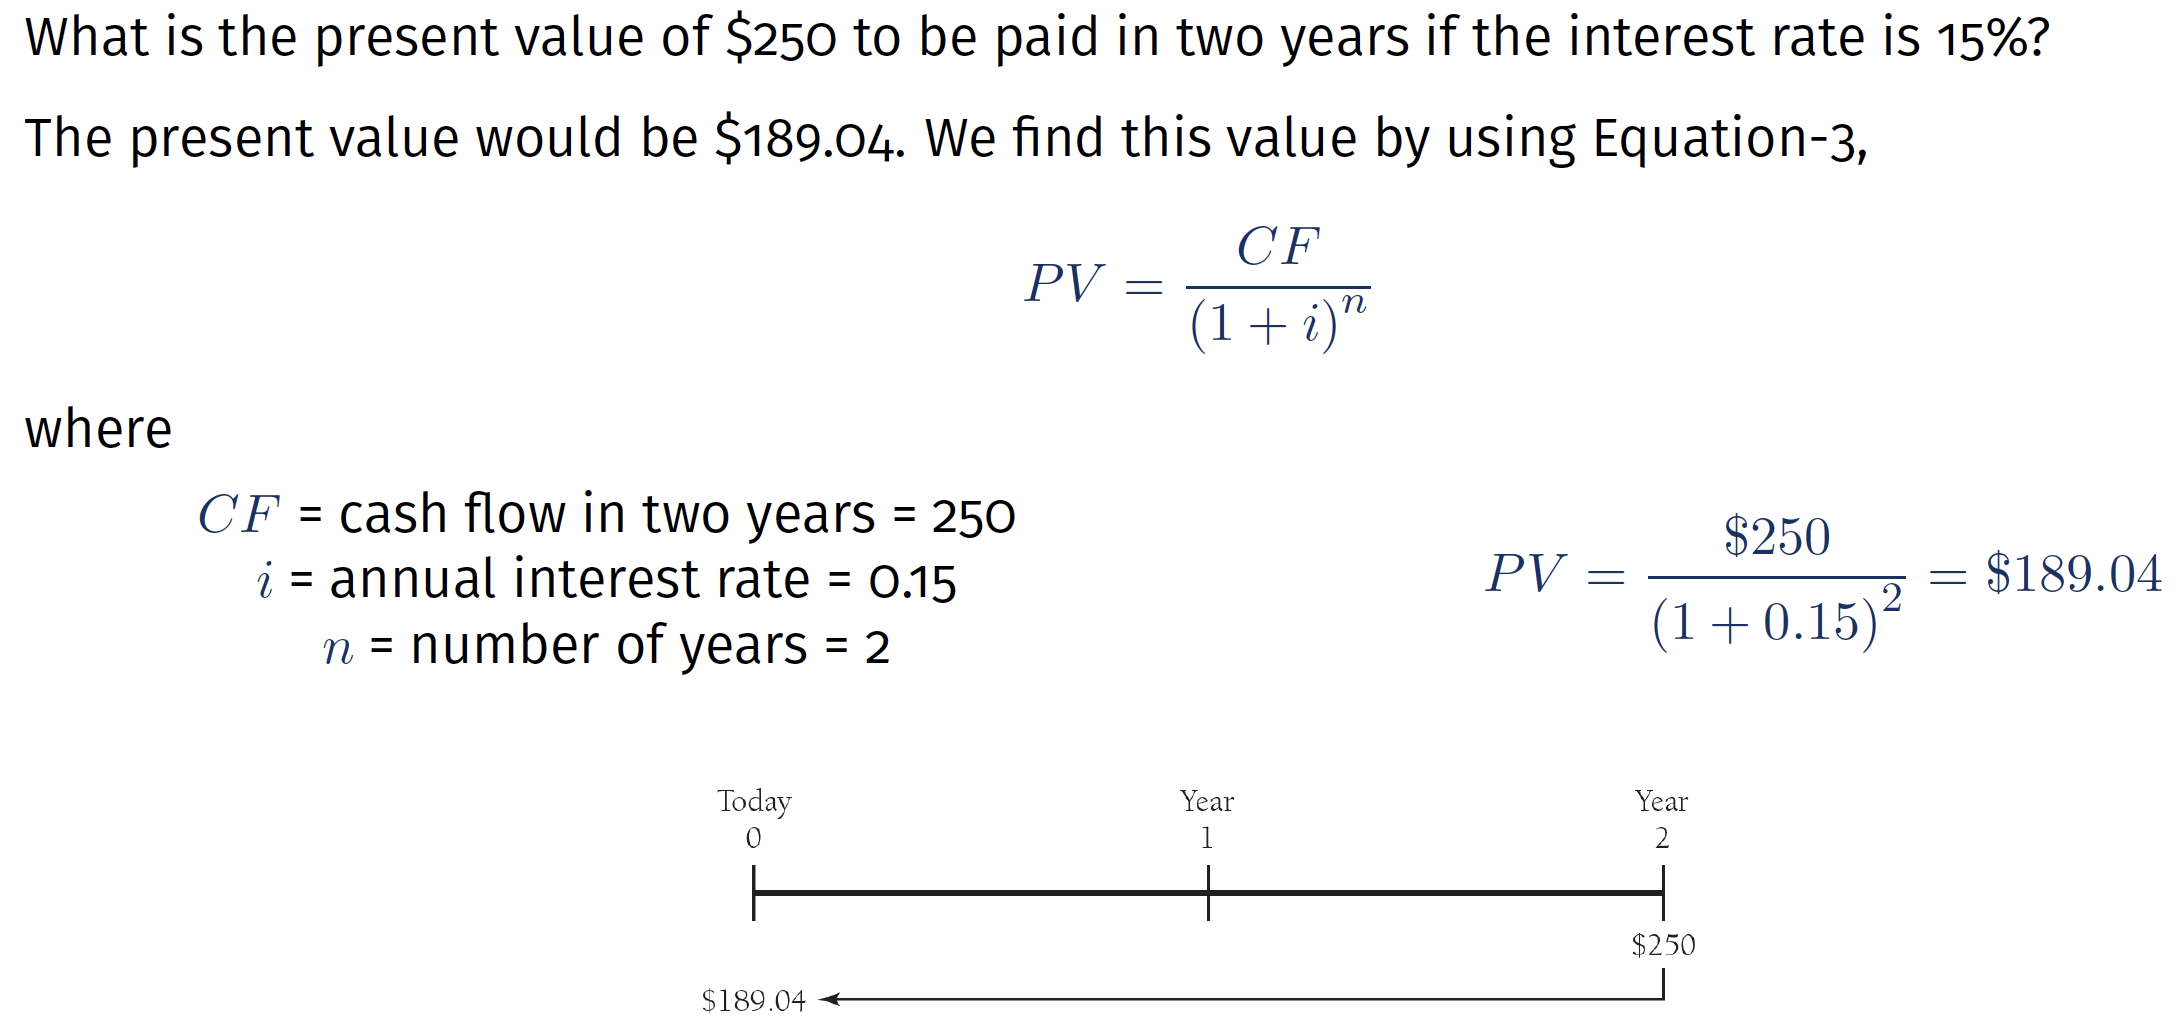 What is the present value of $250 to be paid in two years if the interest rate is 15%?
The present value would be $189.04. We find this value by using Equation-3,
PV = CF / (1 + i)^n
where
CF = cash flow in two years = 250
i = annual interest rate = 0.15
n = number of years = 2
PV = $250 / (1 + 0.15)^2 = $189.04
Today Year Year
0 1 2
$250
$189.04